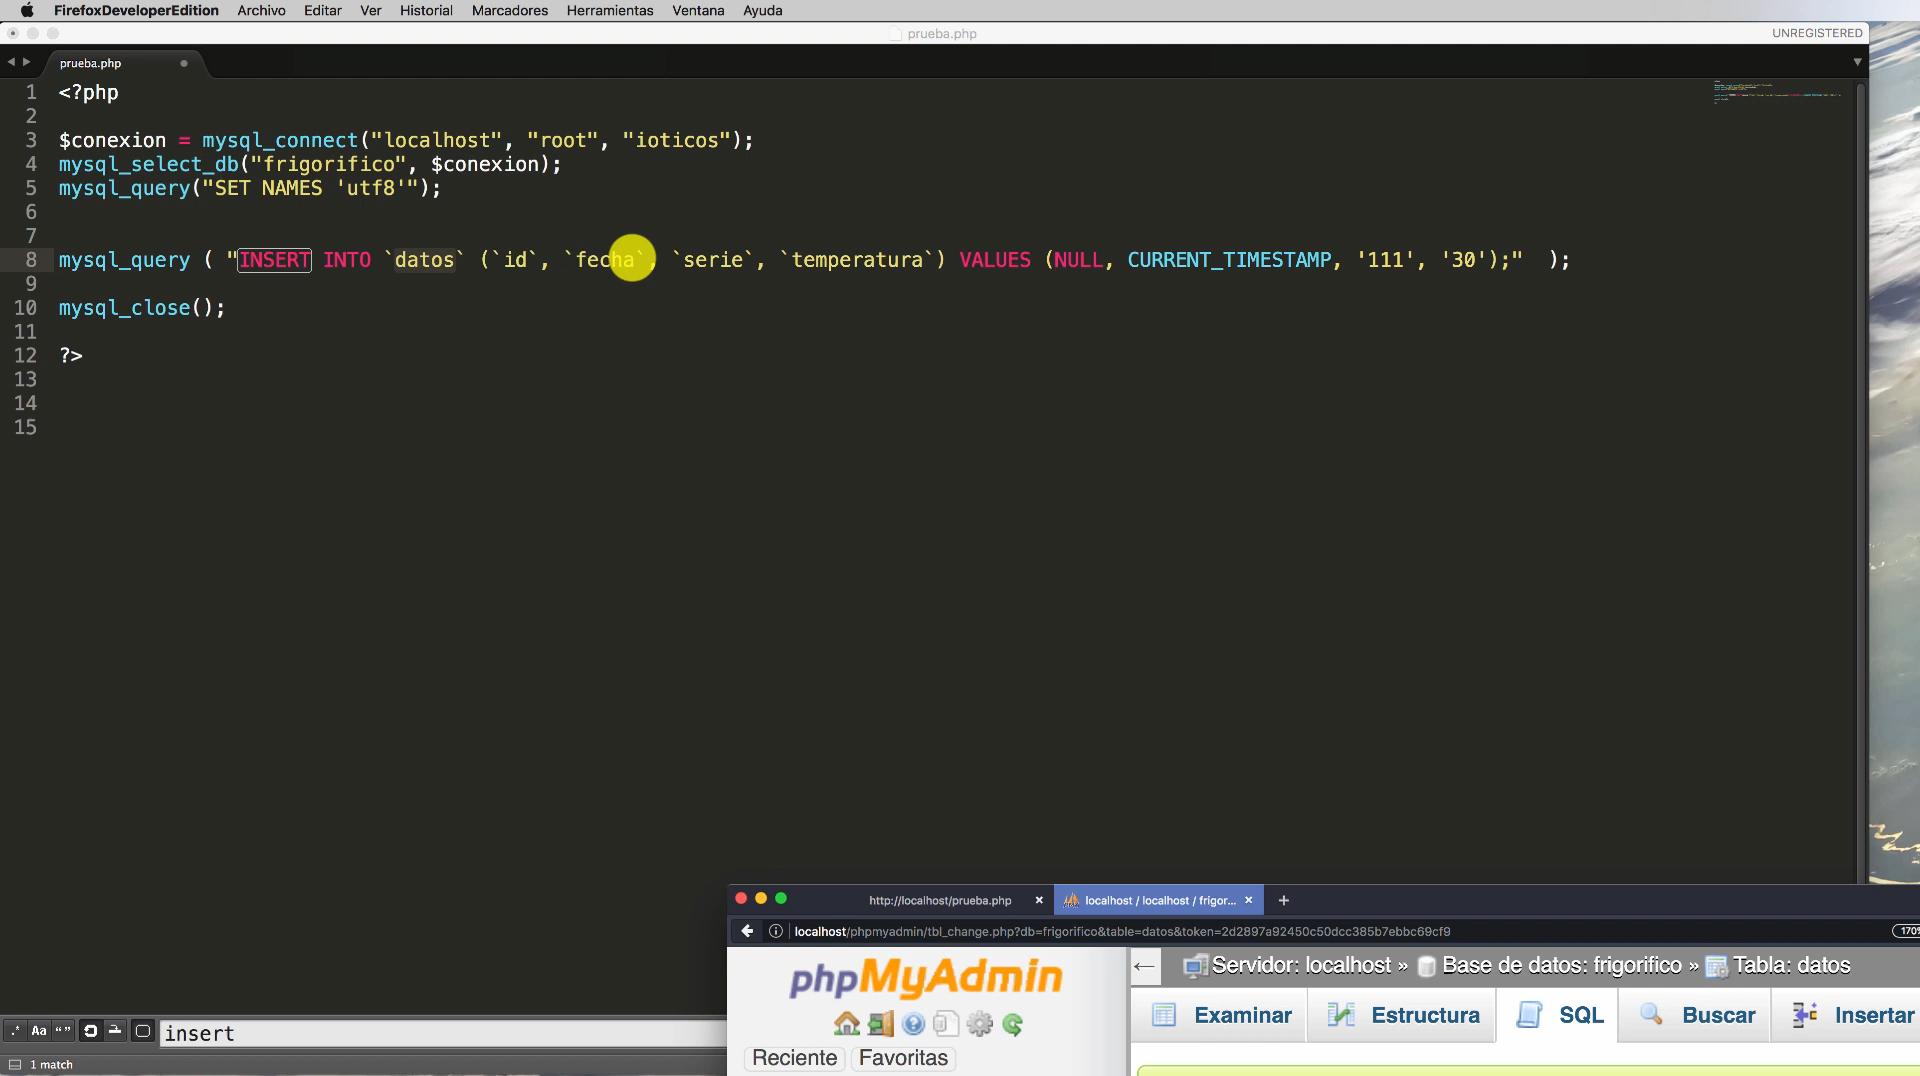 FirefoxDeveloperEdition Archivo Editar Ver Historial Marcadores Herramientas Ventana Ayuda
prueba.php UNREGISTERED
prueba.php
1 <?php
2
3 $conexion = mysql_connect("localhost", "root", "ioticos");
4 mysql_select_db("frigorifico", $conexion);
5 mysql_query("SET NAMES 'utf8'");
6
7
8 mysql_query ( "INSERT INTO `datos` (`id`, `fecha`, `serie`, `temperatura`) VALUES (NULL, CURRENT_TIMESTAMP, '111', '30');" );
9
10 mysql_close();
11
12 ?>
13
14
15
http://localhost/prueba.php × localhost / localhost / frigor... × +
localhost/phpmyadmin/tbl_change.php?db=frigorifico&table=datos&token=2d2897a92450c50dcc385b7ebbc69cf9 170%
phpMyAdmin
Servidor: localhost » Base de datos: frigorifico » Tabla: datos
Examinar Estructura SQL Buscar Insertar
Reciente Favoritas
.* Aa “ ” insert
1 match